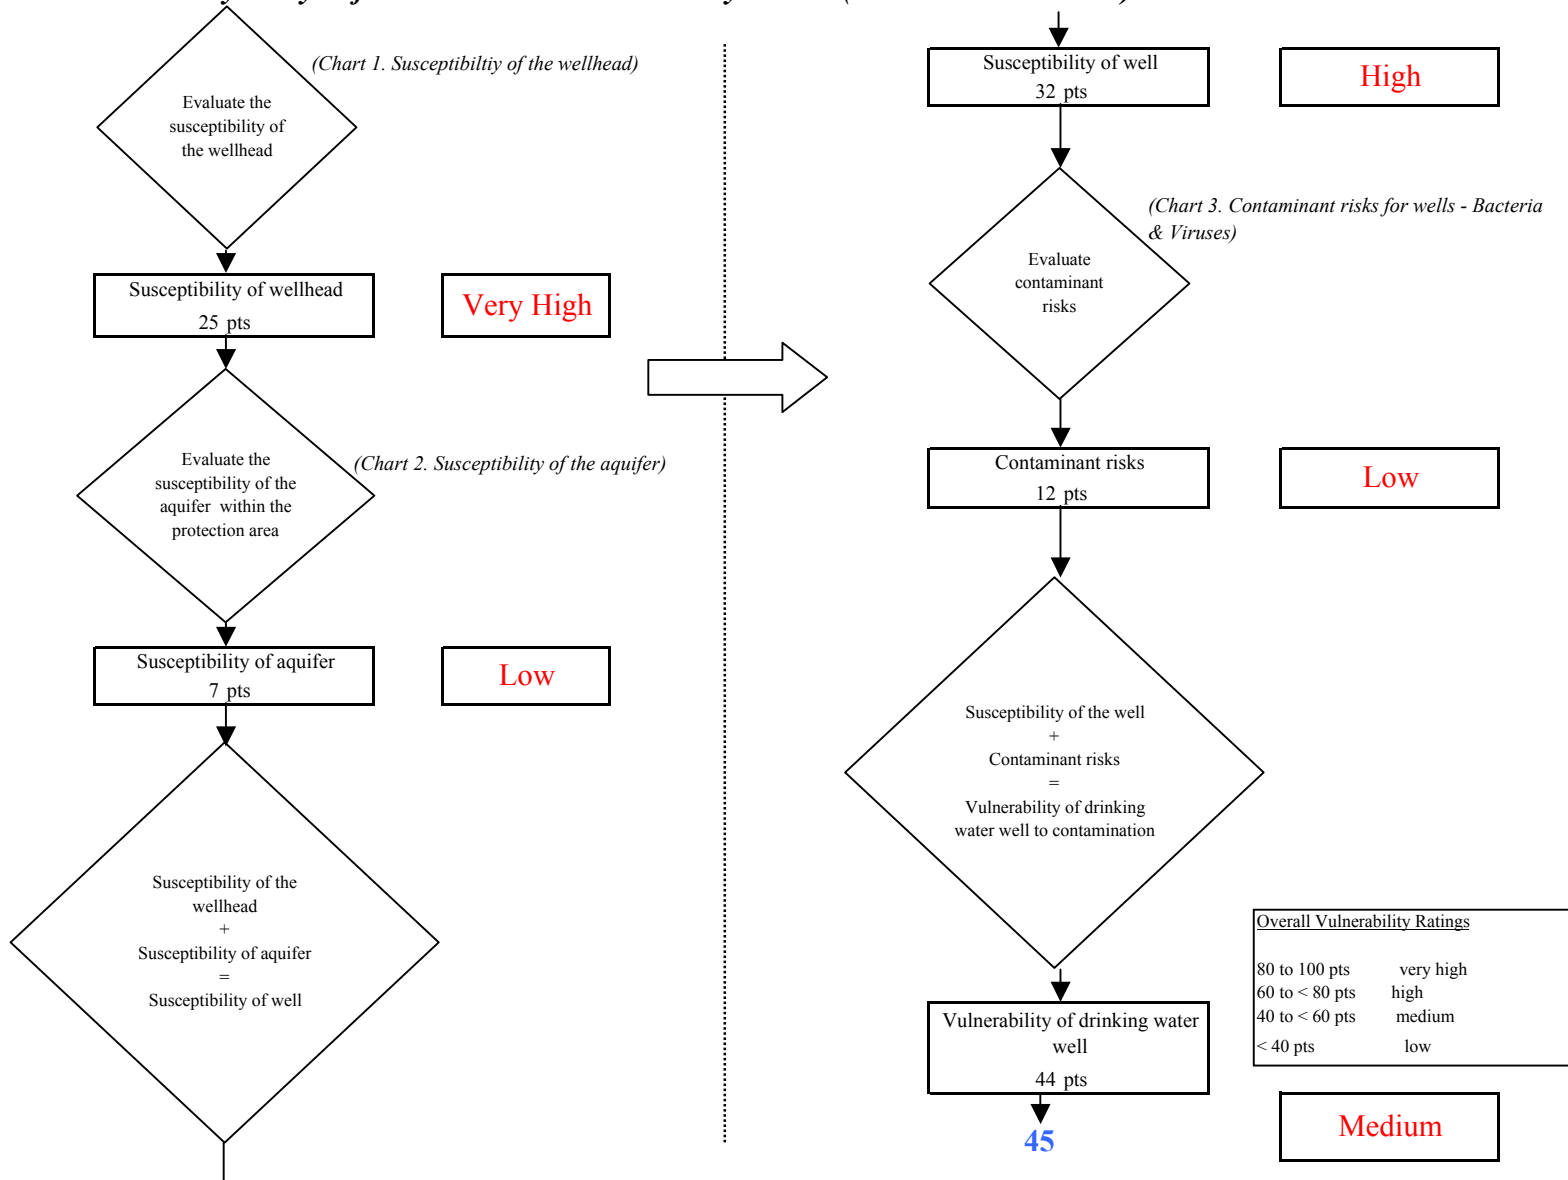 (Chart 1. Susceptibiltiy of the wellhead)
Evaluate the
susceptibility of
the wellhead
Susceptibility of wellhead
25 pts
Very High
Evaluate the
susceptibility of the
aquifer within the
protection area
(Chart 2. Susceptibility of the aquifer)
Susceptibility of aquifer
7 pts
Low
Susceptibility of the
wellhead
+
Susceptibility of aquifer
=
Susceptibility of well
Susceptibility of well
32 pts
High
(Chart 3. Contaminant risks for wells - Bacteria
& Viruses)
Evaluate
contaminant
risks
Contaminant risks
12 pts
Low
Susceptibility of the well
+
Contaminant risks
=
Vulnerability of drinking
water well to contamination
Overall Vulnerability Ratings
80 to 100 pts very high
60 to < 80 pts high
40 to < 60 pts medium
< 40 pts low
Vulnerability of drinking water
well
44 pts
45
Medium